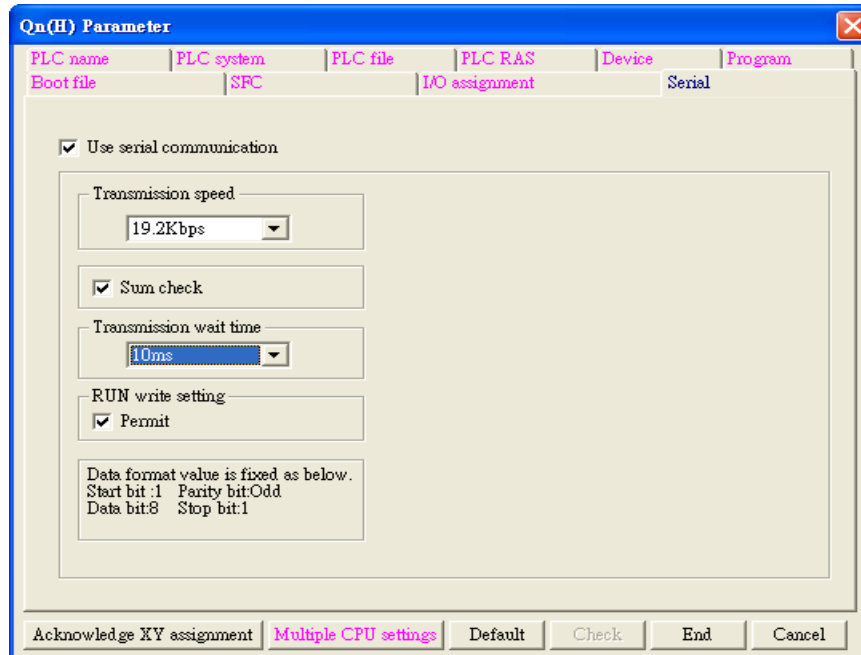 Qn(H) Parameter
PLC name PLC system PLC file PLC RAS Device Program
Boot file SFC I/O assignment Serial
Use serial communication
Transmission speed
19.2Kbps
Sum check
Transmission wait time
10ms
RUN write setting
Permit
Data format value is fixed as below.
Start bit :1 Parity bit:Odd
Data bit:8 Stop bit:1
Acknowledge XY assignment Multiple CPU settings Default Check End Cancel